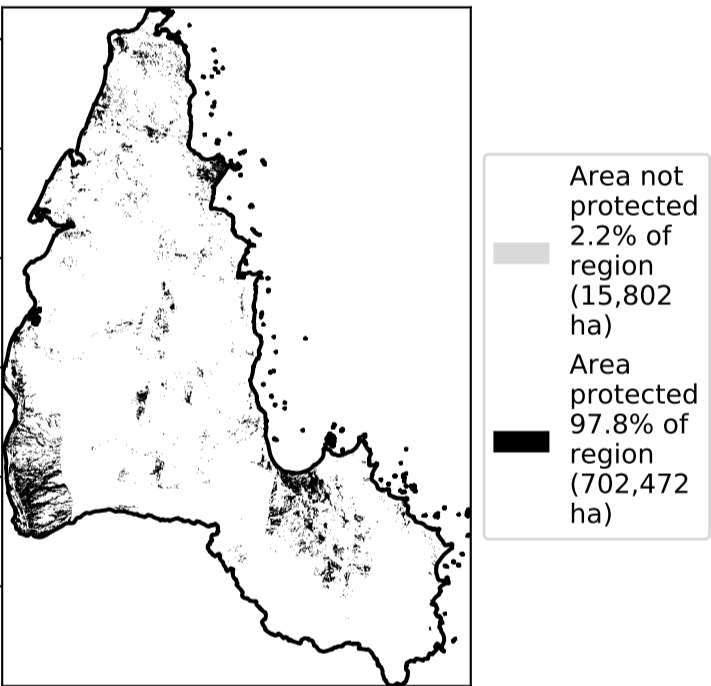 Area not
protected
2.2% of
region
(15,802
ha)
Area
protected
97.8% of
region
(702,472
ha)